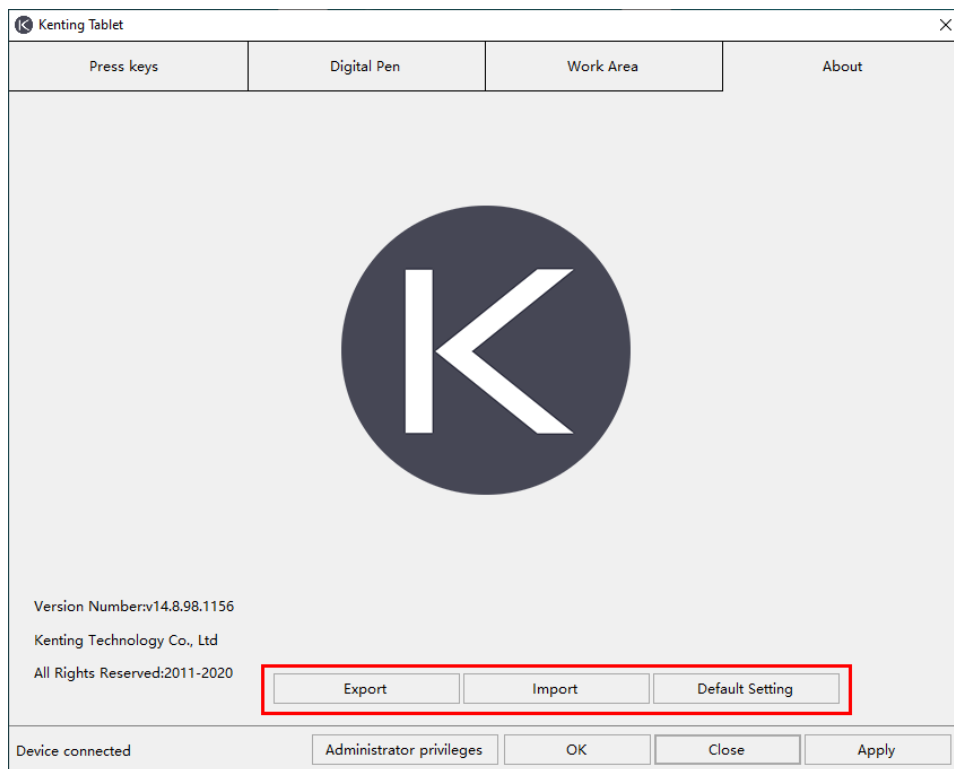 Kenting Tablet
Press keys Digital Pen Work Area About
K
Version Number:v14.8.98.1156
Kenting Technology Co., Ltd
All Rights Reserved:2011-2020
Export Import Default Setting
Device connected Administrator privileges OK Close Apply